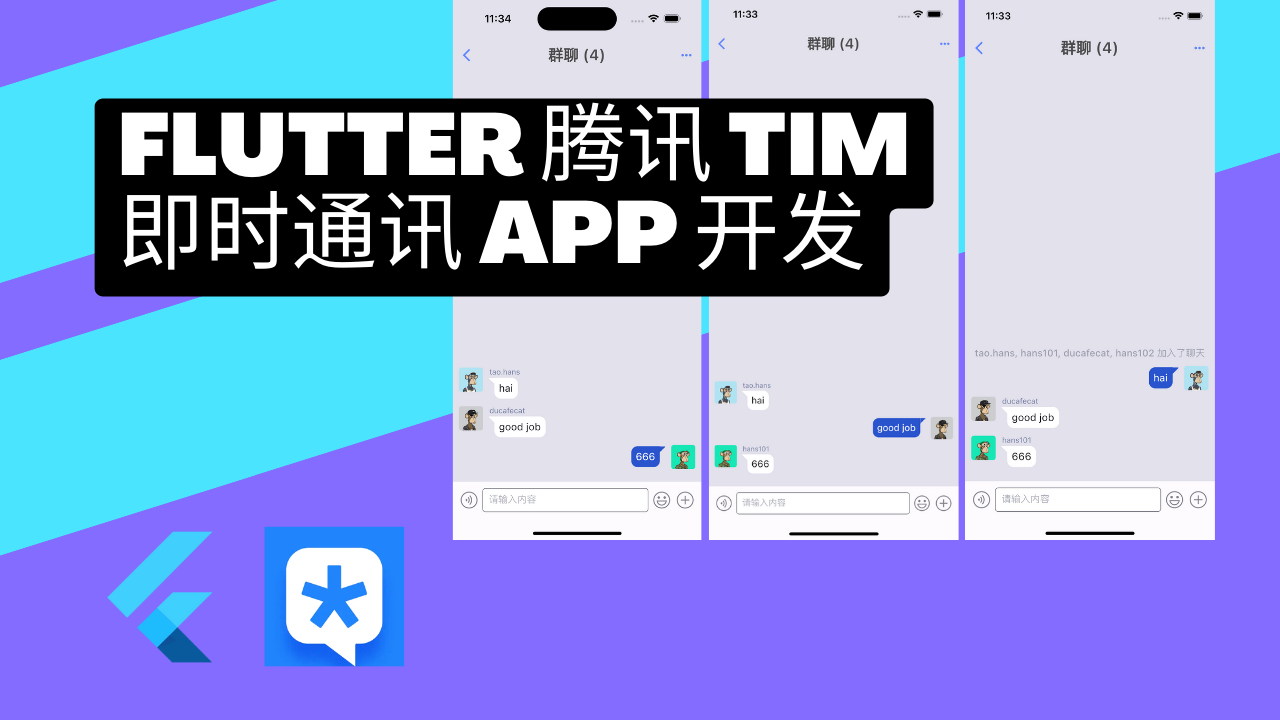 FLUTTER 腾讯 TIM
即时通讯 APP 开发
11:34
群聊 (4)
tao.hans
hai
ducafecat
good job
666
请输入内容
11:33
群聊 (4)
tao.hans
hai
good job
hans101
666
请输入内容
11:33
群聊 (4)
tao.hans, hans101, ducafecat, hans102 加入了聊天
hai
ducafecat
good job
hans101
666
请输入内容